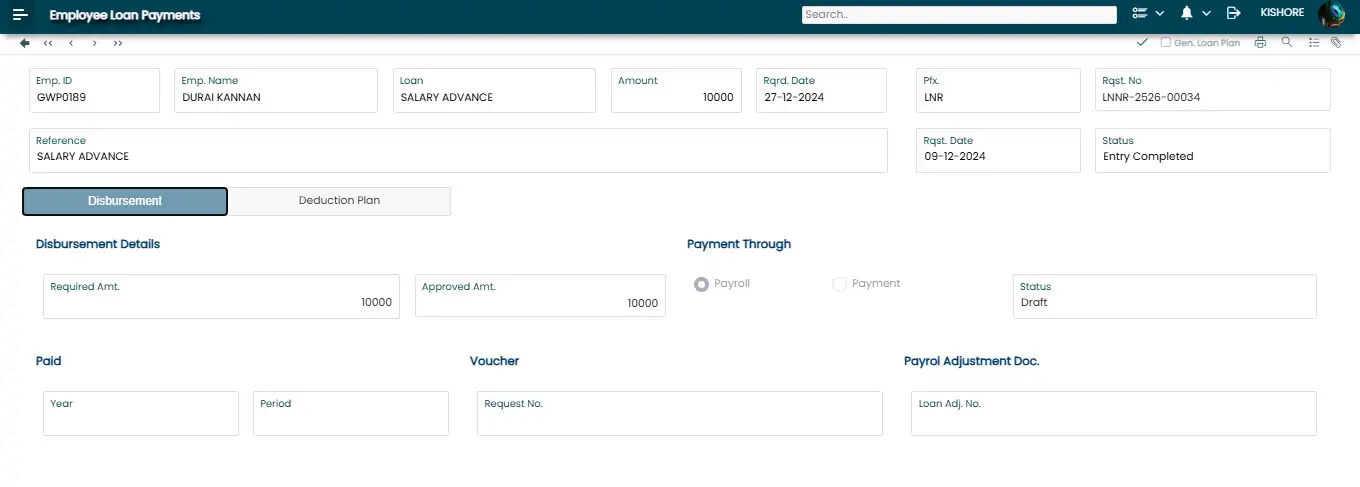 Employee Loan Payments
Search..
KISHORE
Gen. Loan Plan
Emp. ID
GWP0189
Emp. Name
DURAI KANNAN
Loan
SALARY ADVANCE
Amount
10000
Rqrd. Date
27-12-2024
Pfx.
LNR
Rqst. No
LNNR-2526-00034
Reference
SALARY ADVANCE
Rqst. Date
09-12-2024
Status
Entry Completed
Disbursement
Deduction Plan
Disbursement Details
Payment Through
Required Amt.
10000
Approved Amt.
10000
Payroll
Payment
Status
Draft
Paid
Voucher
Payrol Adjustment Doc.
Year
Period
Request No.
Loan Adj. No.